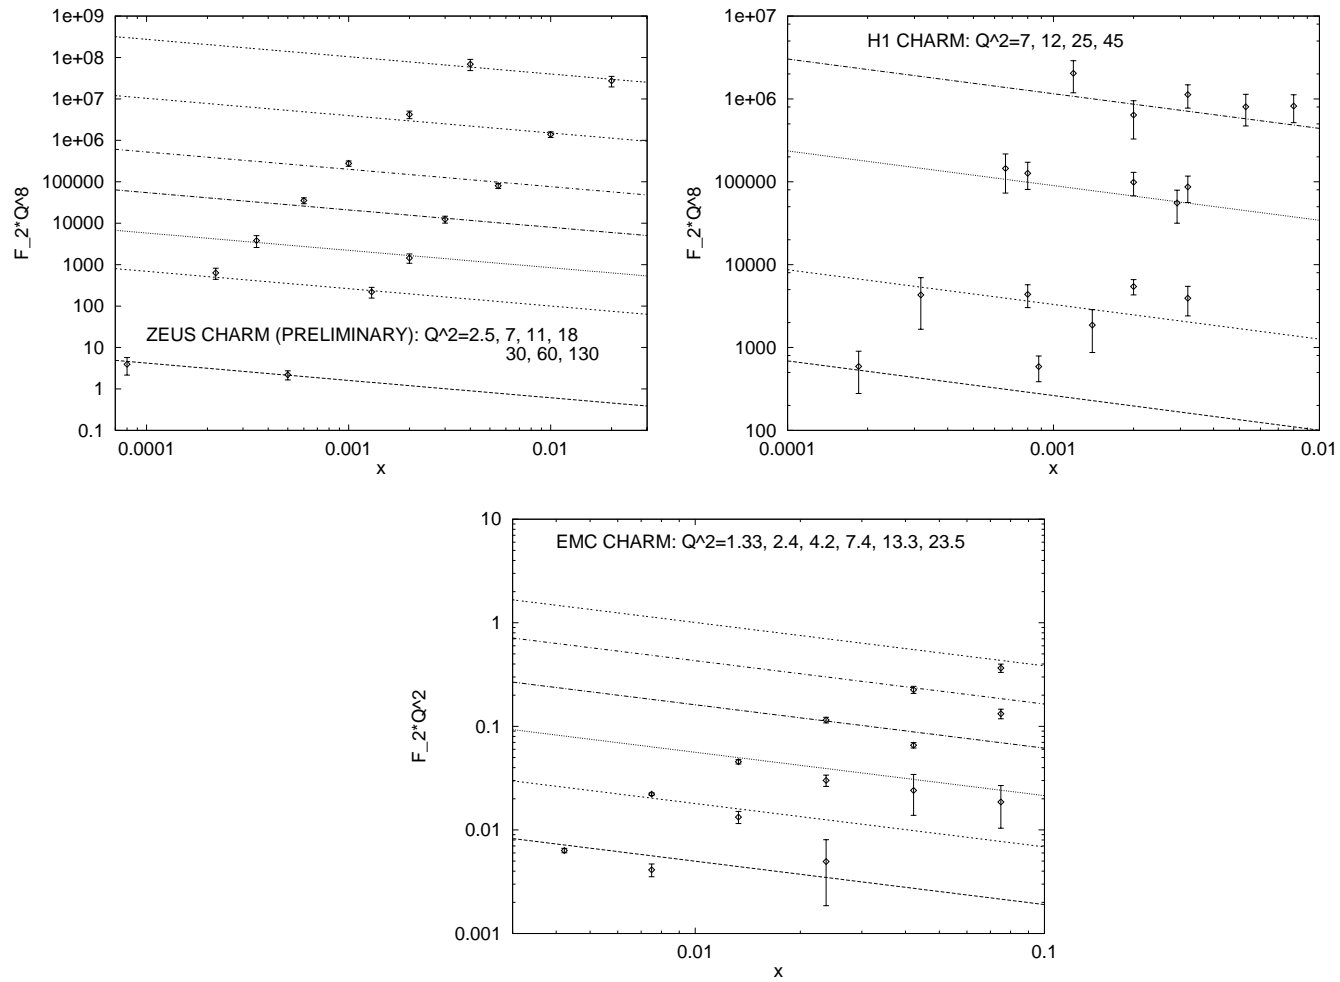 1e+09
1e+08
1e+07
1e+06
100000
10000
1000
100
10
1
0.1
F_2*Q^8
ZEUS CHARM (PRELIMINARY): Q^2=2.5, 7, 11, 18
30, 60, 130
0.0001
0.001
0.01
x
1e+07
1e+06
100000
10000
1000
100
F_2*Q^8
H1 CHARM: Q^2=7, 12, 25, 45
0.0001
0.001
0.01
x
10
1
0.1
0.01
0.001
F_2*Q^2
EMC CHARM: Q^2=1.33, 2.4, 4.2, 7.4, 13.3, 23.5
0.01
0.1
x